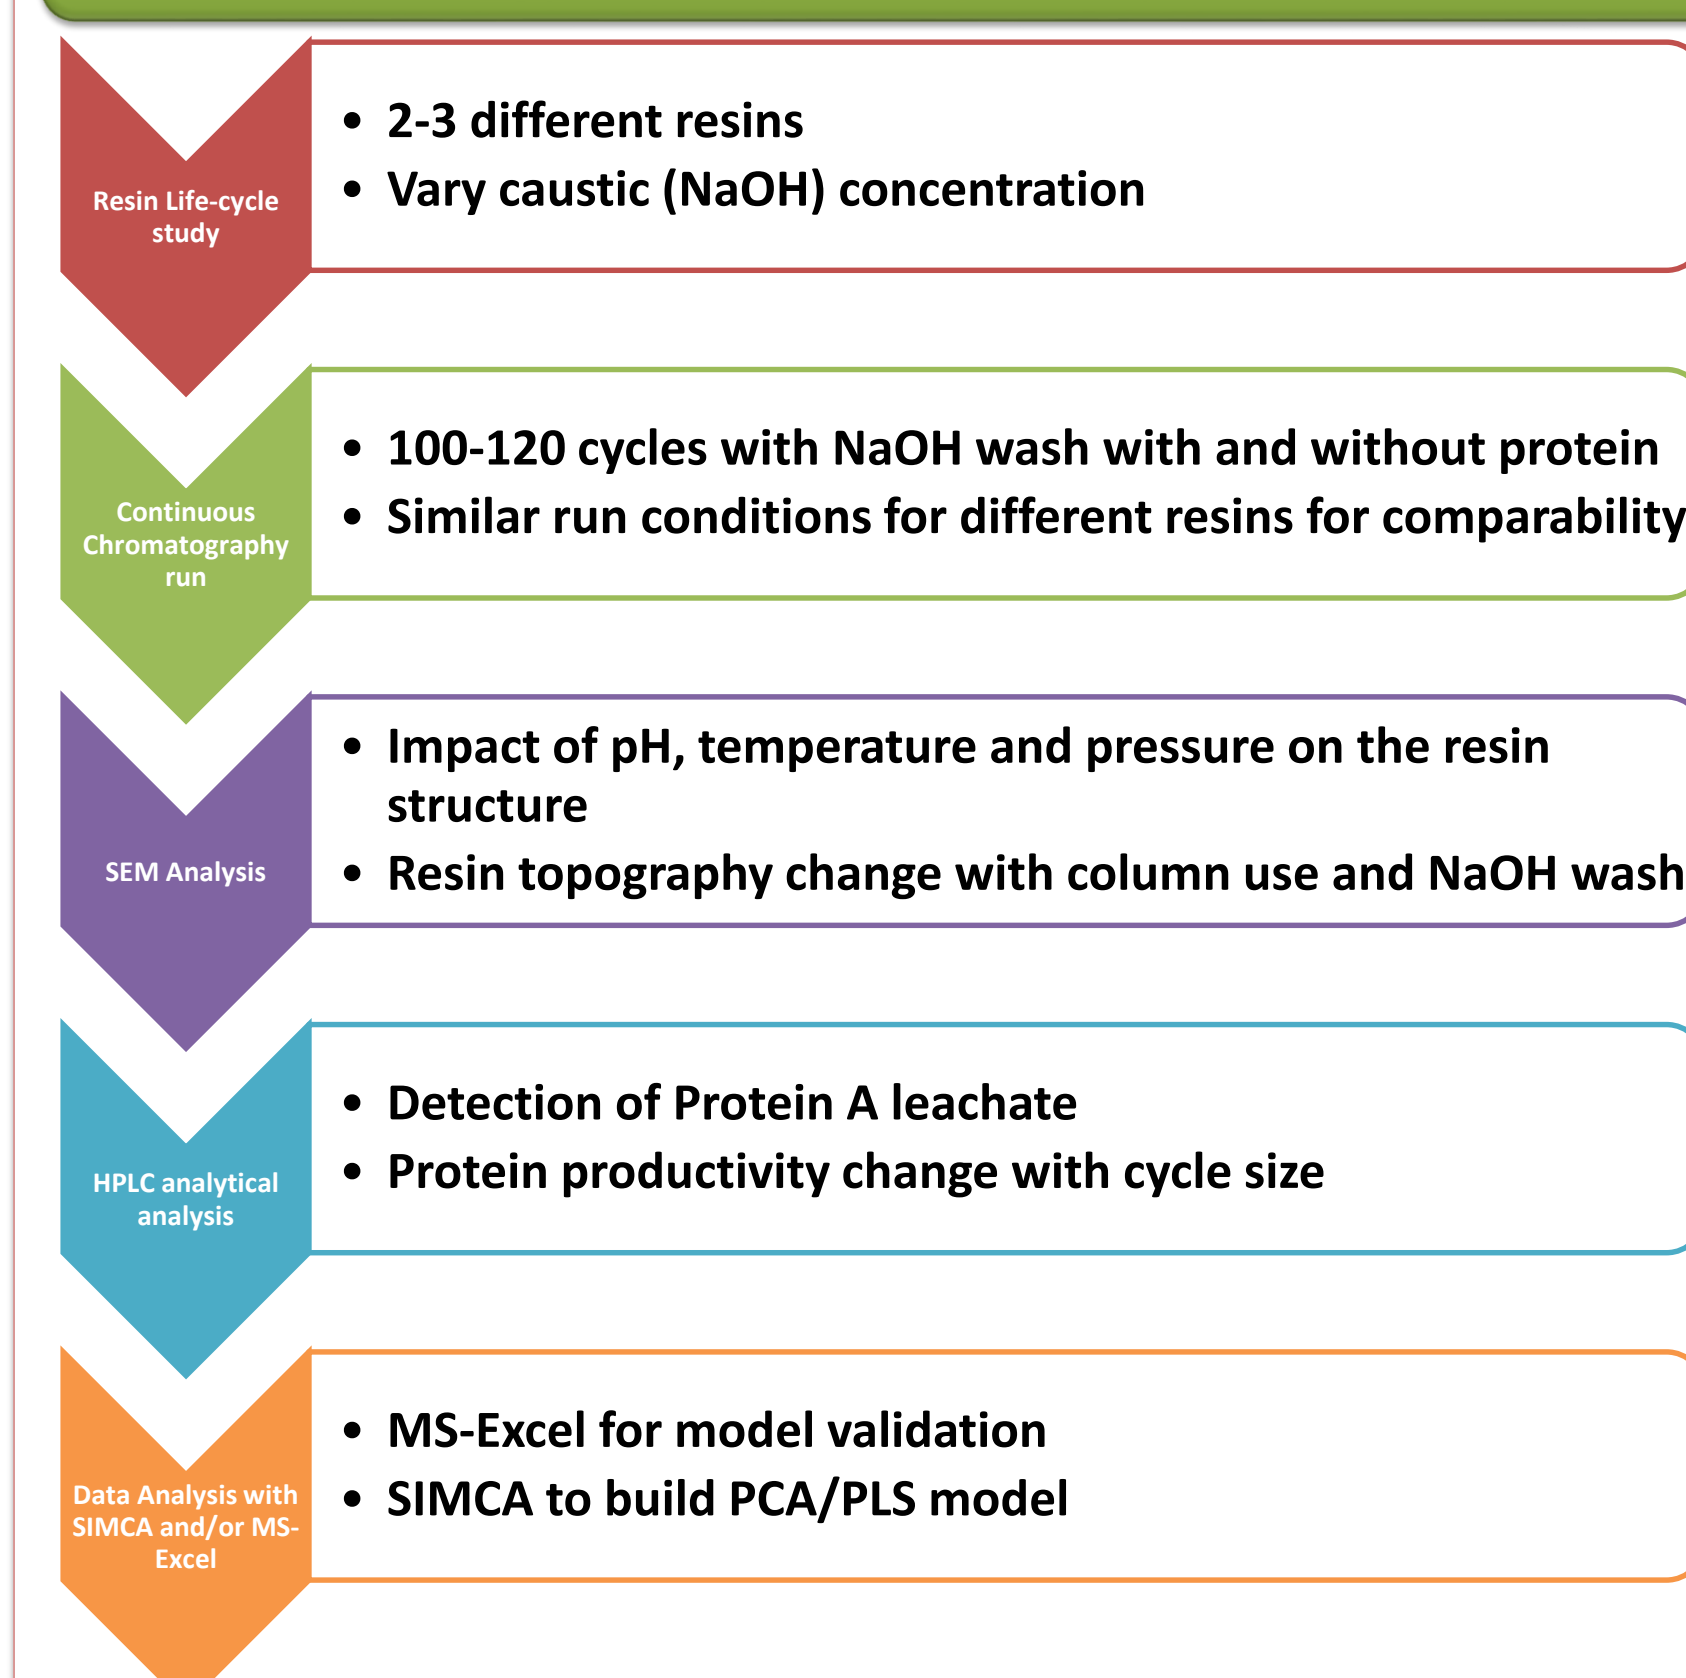 Resin Life-cycle
study
• 2-3 different resins
• Vary caustic (NaOH) concentration
Continuous
Chromatography
run
• 100-120 cycles with NaOH wash with and without protein
• Similar run conditions for different resins for comparability
SEM Analysis
• Impact of pH, temperature and pressure on the resin
structure
• Resin topography change with column use and NaOH wash
HPLC analytical
analysis
• Detection of Protein A leachate
• Protein productivity change with cycle size
Data Analysis with
SIMCA and/or MS-
Excel
• MS-Excel for model validation
• SIMCA to build PCA/PLS model